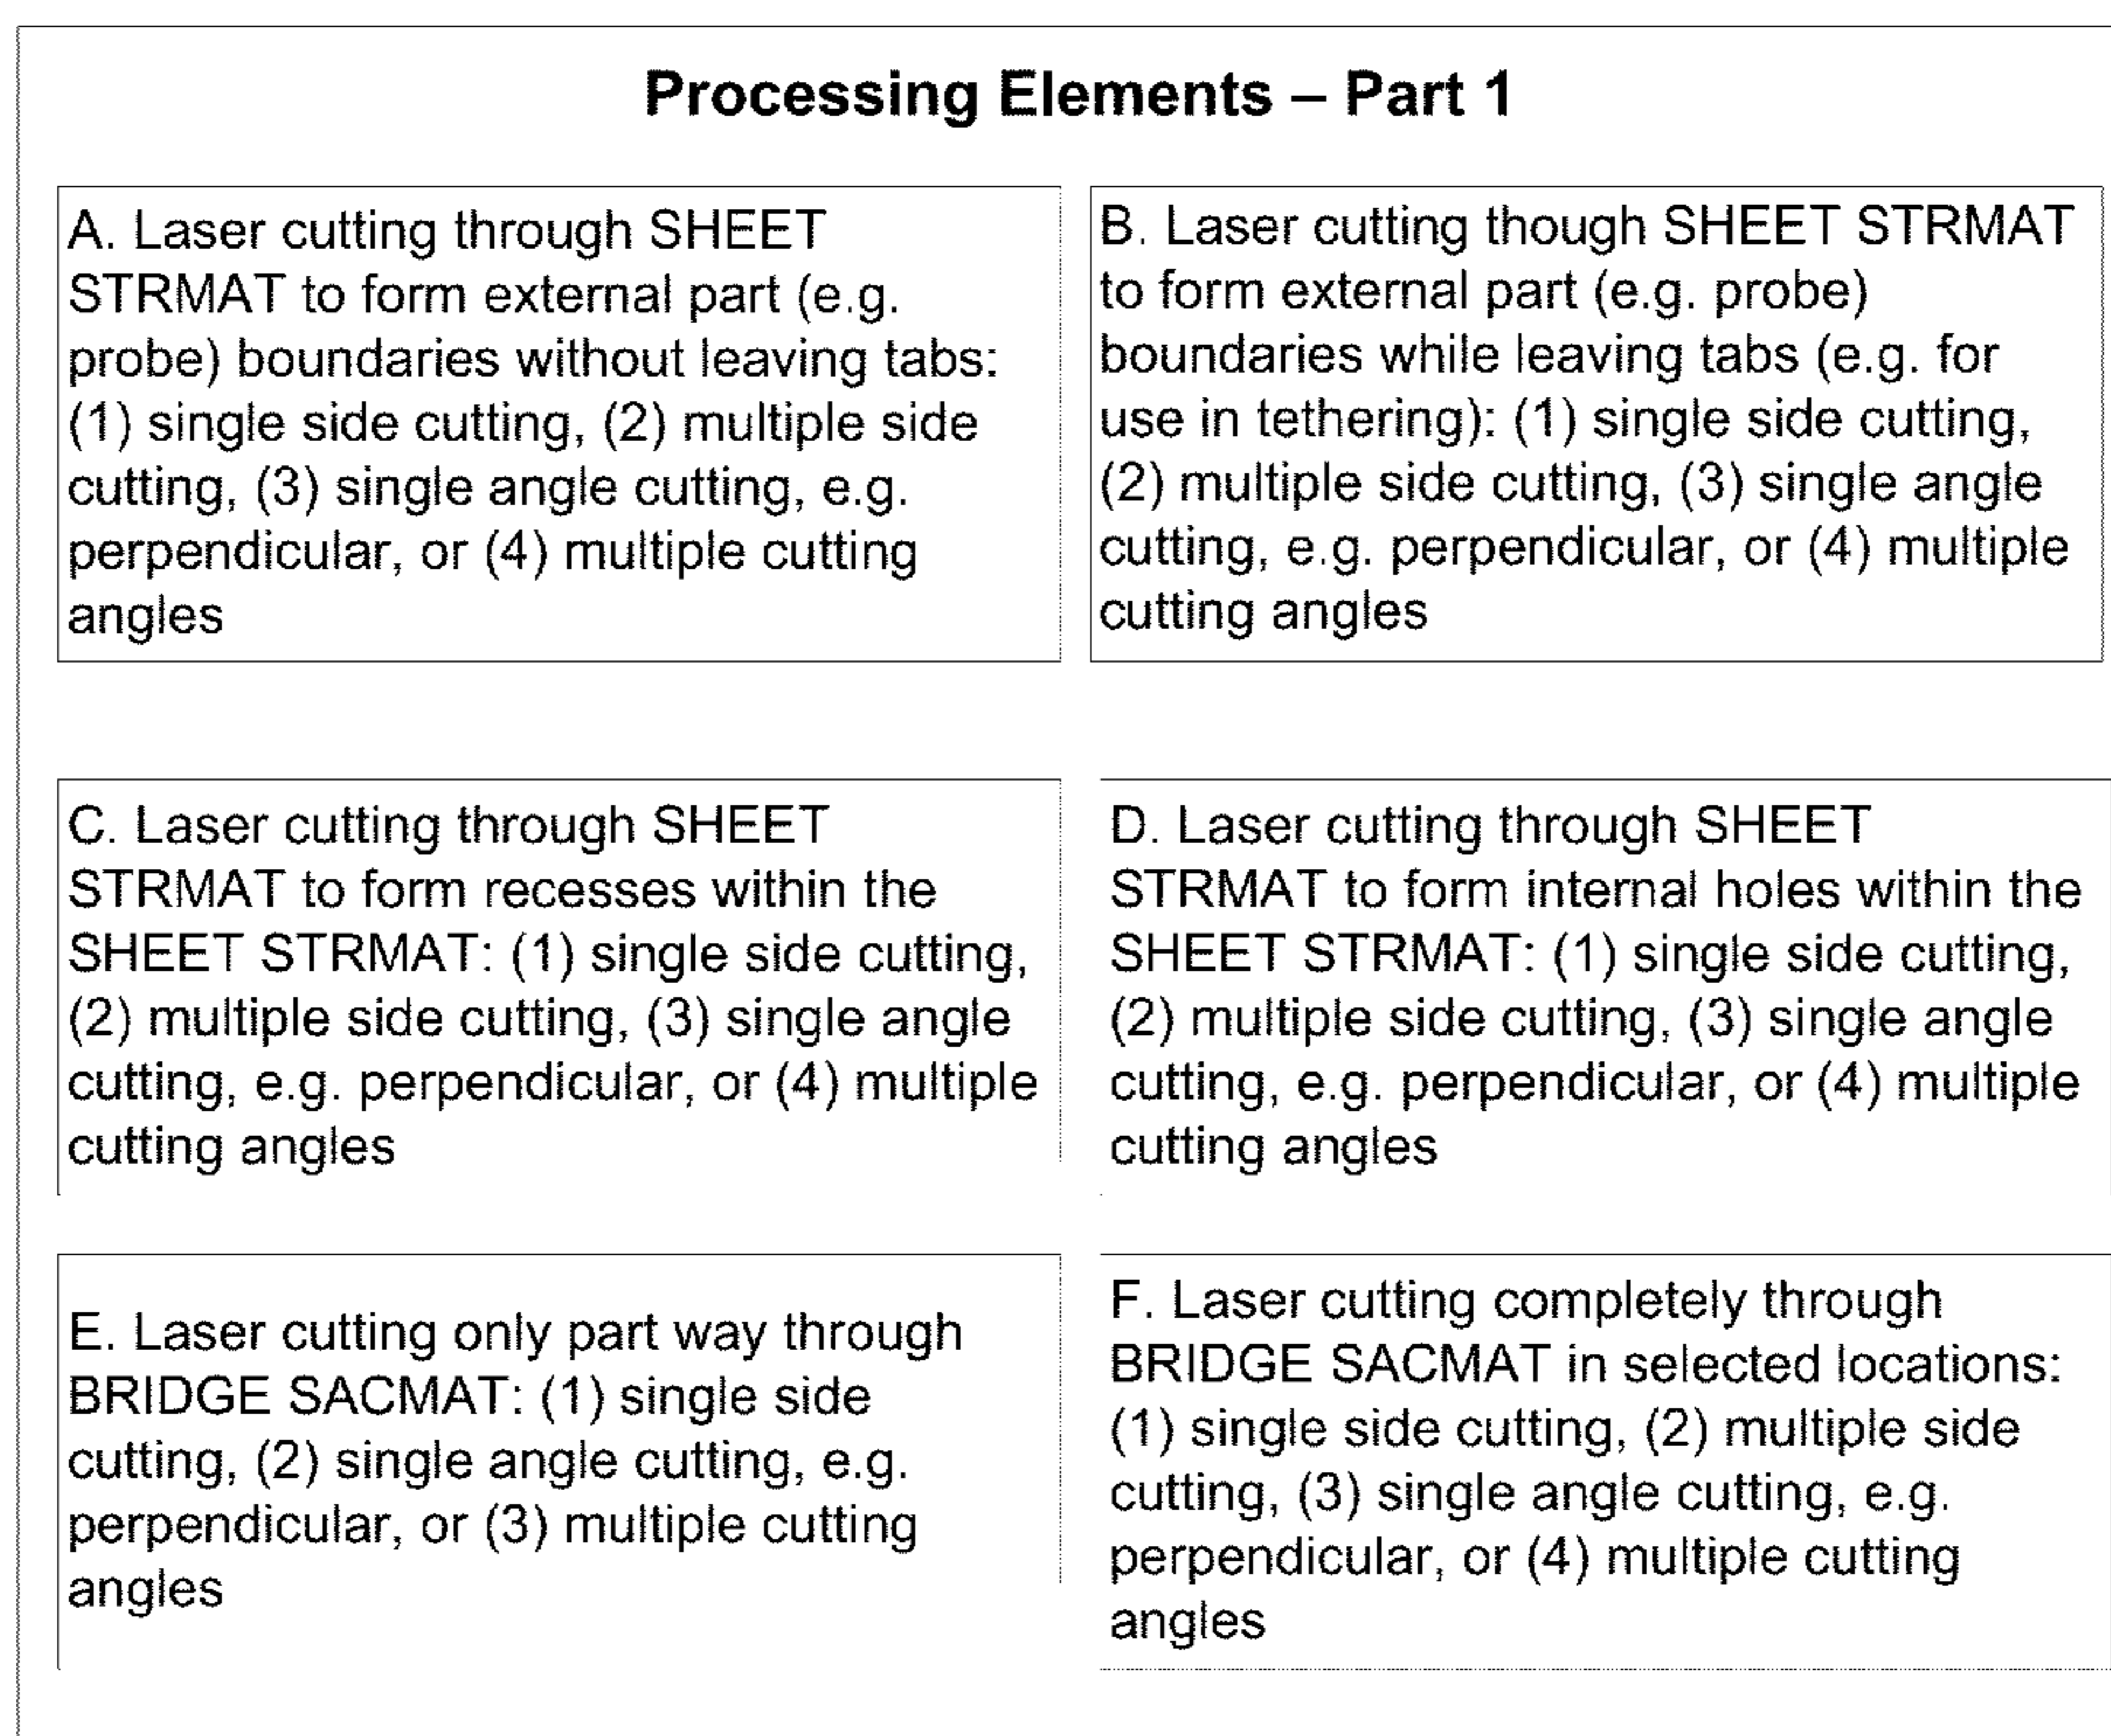 Processing Elements – Part 1
A. Laser cutting through SHEET
STRMAT to form external part (e.g.
probe) boundaries without leaving tabs:
(1) single side cutting, (2) multiple side
cutting, (3) single angle cutting, e.g.
perpendicular, or (4) multiple cutting
angles
B. Laser cutting though SHEET STRMAT
to form external part (e.g. probe)
boundaries while leaving tabs (e.g. for
use in tethering): (1) single side cutting,
(2) multiple side cutting, (3) single angle
cutting, e.g. perpendicular, or (4) multiple
cutting angles
C. Laser cutting through SHEET
STRMAT to form recesses within the
SHEET STRMAT: (1) single side cutting,
(2) multiple side cutting, (3) single angle
cutting, e.g. perpendicular, or (4) multiple
cutting angles
D. Laser cutting through SHEET
STRMAT to form internal holes within the
SHEET STRMAT: (1) single side cutting,
(2) multiple side cutting, (3) single angle
cutting, e.g. perpendicular, or (4) multiple
cutting angles
E. Laser cutting only part way through
BRIDGE SACMAT: (1) single side
cutting, (2) single angle cutting, e.g.
perpendicular, or (3) multiple cutting
angles
F. Laser cutting completely through
BRIDGE SACMAT in selected locations:
(1) single side cutting, (2) multiple side
cutting, (3) single angle cutting, e.g.
perpendicular, or (4) multiple cutting
angles